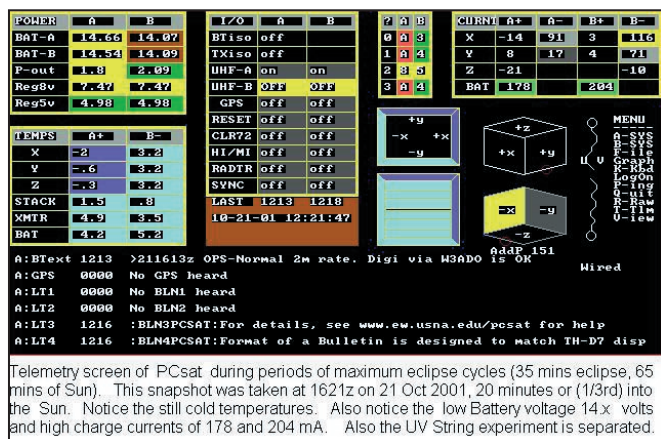 POWER A B
BAT-A 14.66 14.07
BAT-B 14.54 14.09
P-out 1.8 2.09
Reg8v 7.47 7.47
Reg5v 4.98 4.98
TEMPS A+ B-
X -2 3.2
Y -.6 3.2
Z -.3 3.2
STACK 1.5 .8
XMTR 4.9 3.5
BAT 4.2 5.2
I/O A B
BTiso off
TXiso off
UHF-A on on
UHF-B OFF OFF
GPS off off
RESET off off
CLR72 off off
HI/MI off off
RADTR off off
SYNC off off
LAST 1213 1218
10-21-01 12:21:47
? A B
0 A 3
1 A 4
2 3 5
3 A 4
CURNT A+ A- B+ B-
X -14 91 3 116
Y 8 17 4 71
Z -21 -10
BAT 178 204
+y
-x +x
-y
+z
+x +y
-x -y
-z
AddP 151
U V
Wired
MENU
-----
A-SYS
B-SYS
F-ile
Graph
K-Kbd
LogOn
P-ing
Q-uit
R-Raw
T-Tlm
V-iew
A:BText 1213 >211613z OPS-Normal 2m rate. Digi via W3ADO is OK
A:GPS 0000 No GPS heard
A:LT1 0000 No BLN1 heard
A:LT2 0000 No BLN2 heard
A:LT3 1216 :BLN3PCSAT:For details, see www.ew.usna.edu/pcsat for help
A:LT4 1216 :BLN4PCSAT:Format of a Bulletin is designed to match TH-D7 disp
Telemetry screen of PCsat during periods of maximum eclipse cycles (35 mins eclipse, 65
mins of Sun). This snapshot was taken at 1621z on 21 Oct 2001, 20 minutes or (1/3rd) into
the Sun. Notice the still cold temperatures. Also notice the low Battery voltage 14.x volts
and high charge currents of 178 and 204 mA. Also the UV String experiment is separated.